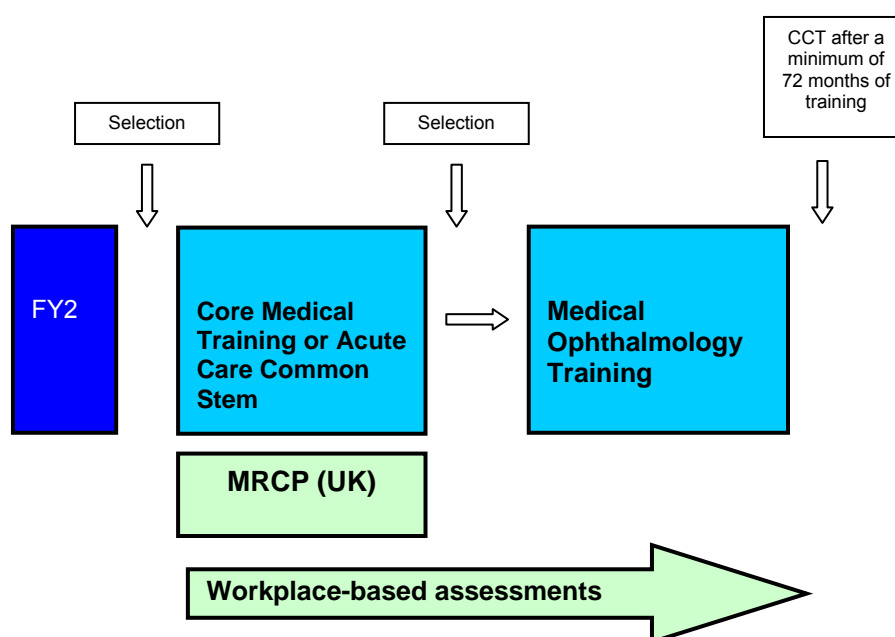 CCT after a
minimum of
72 months of
training
Selection
Selection
FY2
Core Medical
Training or Acute
Care Common
Stem
Medical
Ophthalmology
Training
MRCP (UK)
Workplace-based assessments